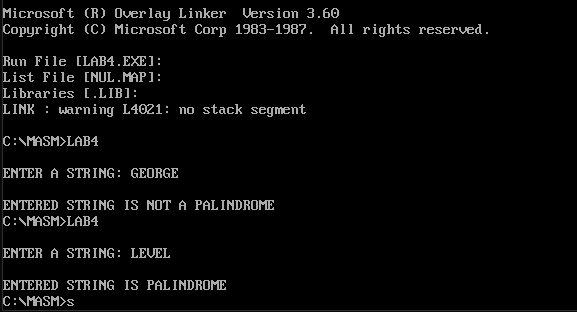 Microsoft (R) Overlay Linker  Version 3.60
Copyright (C) Microsoft Corp 1983-1987.  All rights reserved.
Run File [LAB4.EXE]:
List File [NUL.MAP]:
Libraries [.LIB]:
LINK : warning L4021: no stack segment
C:\MASM>LAB4
ENTER A STRING: GEORGE
ENTERED STRING IS NOT A PALINDROME
C:\MASM>LAB4
ENTER A STRING: LEVEL
ENTERED STRING IS PALINDROME
C:\MASM>s